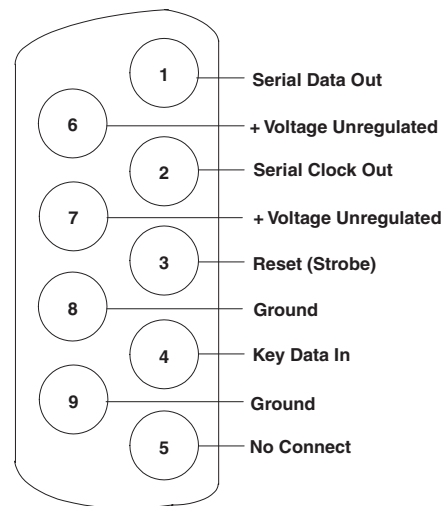 1 Serial Data Out
6 + Voltage Unregulated
2 Serial Clock Out
7 + Voltage Unregulated
3 Reset (Strobe)
8 Ground
4 Key Data In
9 Ground
5 No Connect